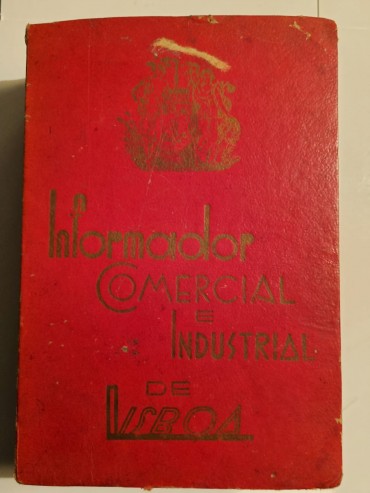 Informador
COMERCIAL
E
INDUSTRIAL
DE
LISBOA